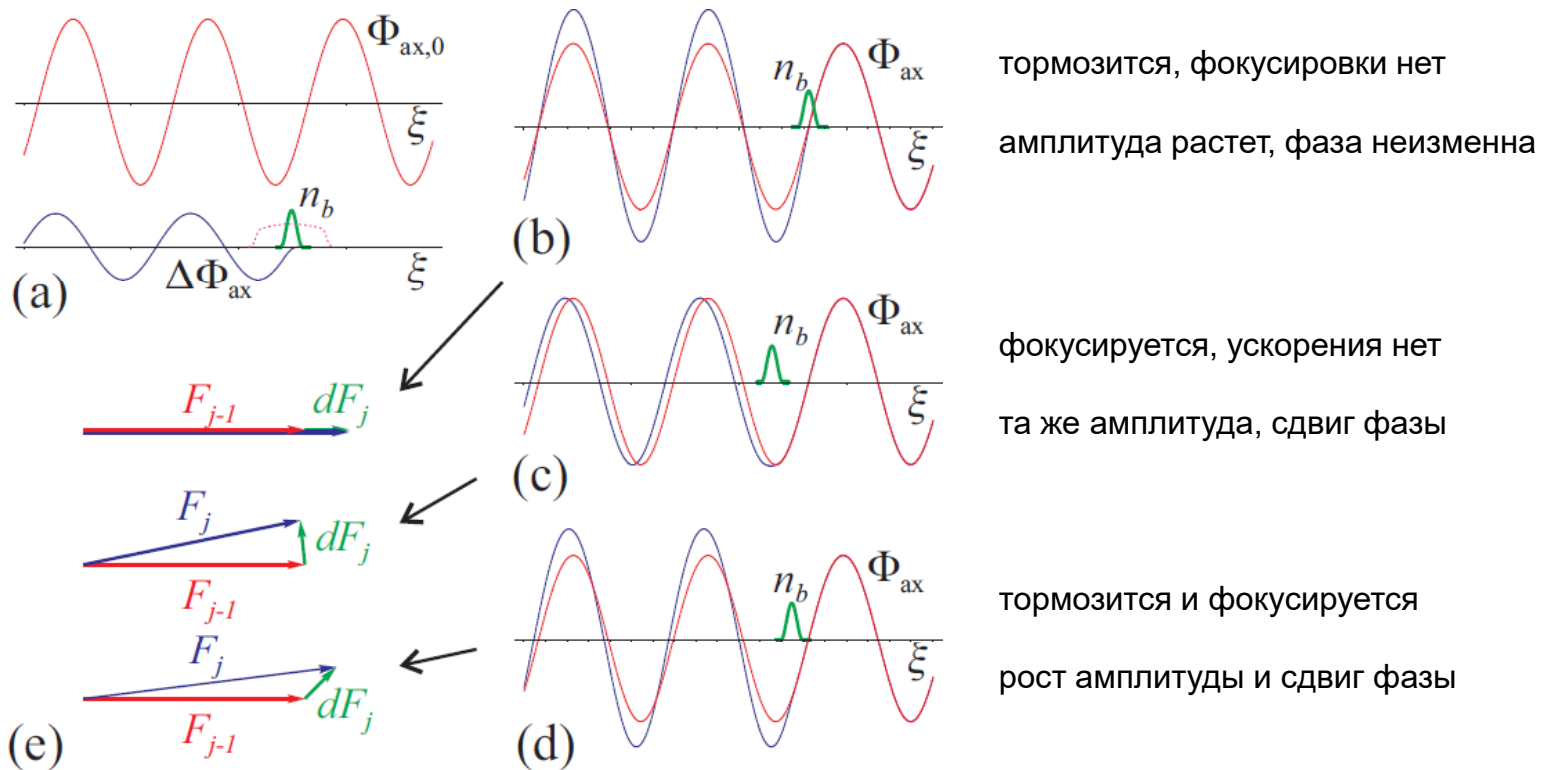 Φax,0
ξ
nb
ξ
ΔΦax
(a)
nb
Φax
ξ
(b)
тормозится, фокусировки нет
амплитуда растет, фаза неизменна
nb
Φax
ξ
(c)
фокусируется, ускорения нет
та же амплитуда, сдвиг фазы
nb
Φax
ξ
(d)
тормозится и фокусируется
рост амплитуды и сдвиг фазы
Fj-1
dFj
Fj
dFj
Fj-1
Fj
dFj
Fj-1
(e)